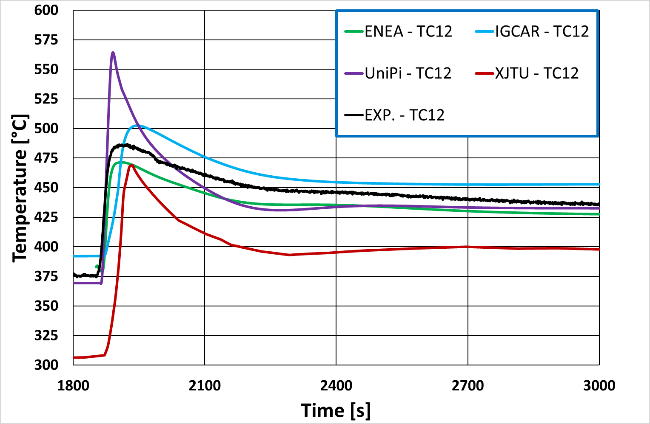 600
575
550
525
500
475
450
425
400
375
350
325
300
Temperature [°C]
ENEA - TC12
IGCAR - TC12
UniPi - TC12
XJTU - TC12
EXP. - TC12
1800
2100
2400
2700
3000
Time [s]